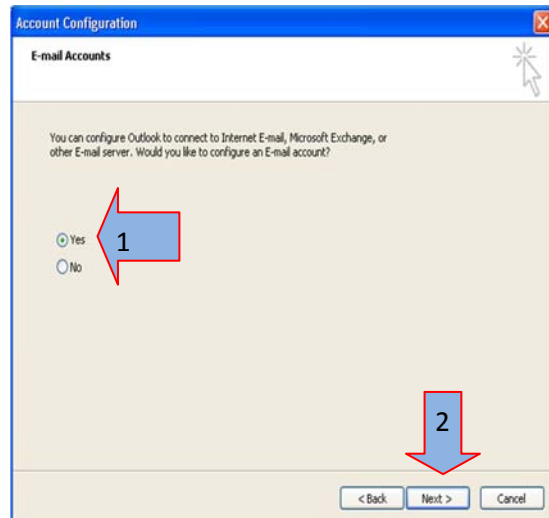 Account Configuration
E-mail Accounts
You can configure Outlook to connect to Internet E-mail, Microsoft Exchange, or
other E-mail server. Would you like to configure an E-mail account?
Yes
1
No
2
< Back
Next >
Cancel